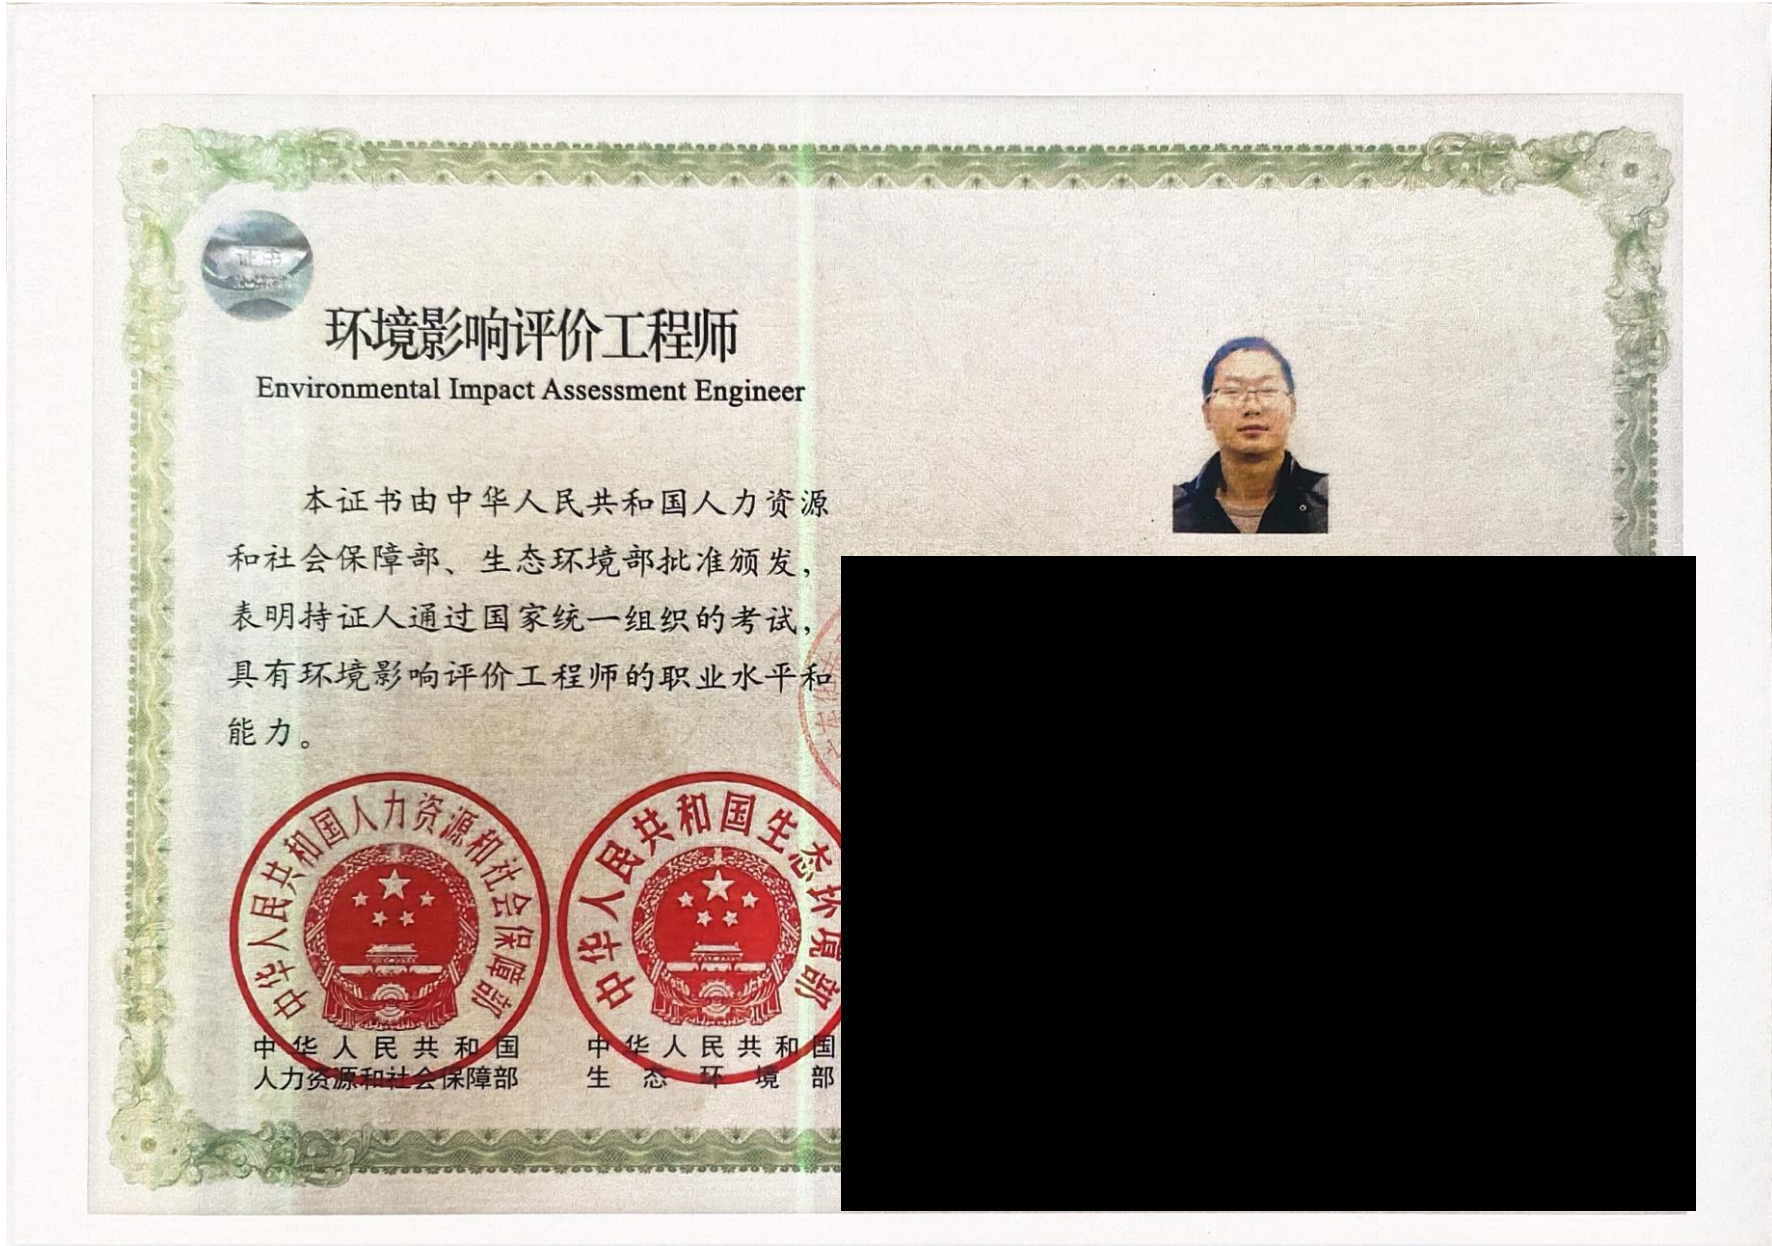 证书
环境影响评价工程师
Environmental Impact Assessment Engineer
本证书由中华人民共和国人力资源
和社会保障部、生态环境部批准颁发，
表明持证人通过国家统一组织的考试，
具有环境影响评价工程师的职业水平和
能力。
中华人民共和国人力资源和社会保障部
中华人民共和国生态环境部
中华人民共和国
人力资源和社会保障部
中华人民共和国
生态环境部